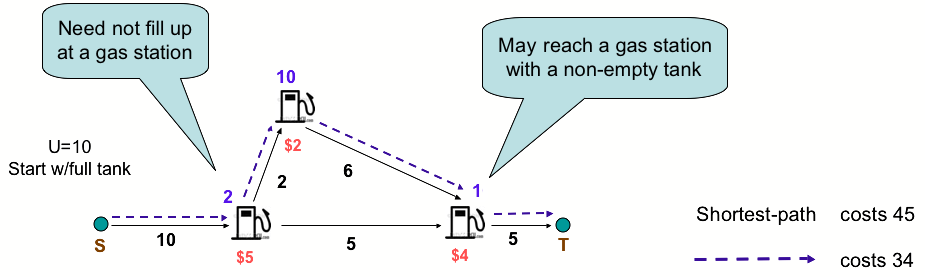 Need not fill up
at a gas station
May reach a gas station
with a non-empty tank
10
$2
U=10
Start w/full tank
2
6
2
1
S
10
$5
5
$4
5
T
Shortest-path costs 45
costs 34